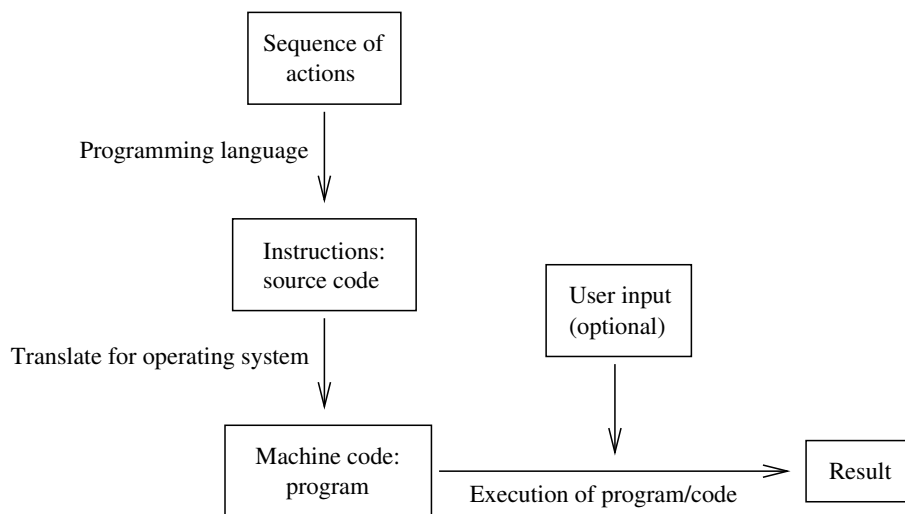 Sequence of
actions
Programming language
Instructions:
source code
User input
(optional)
Translate for operating system
Machine code:
program
Execution of program/code
Result